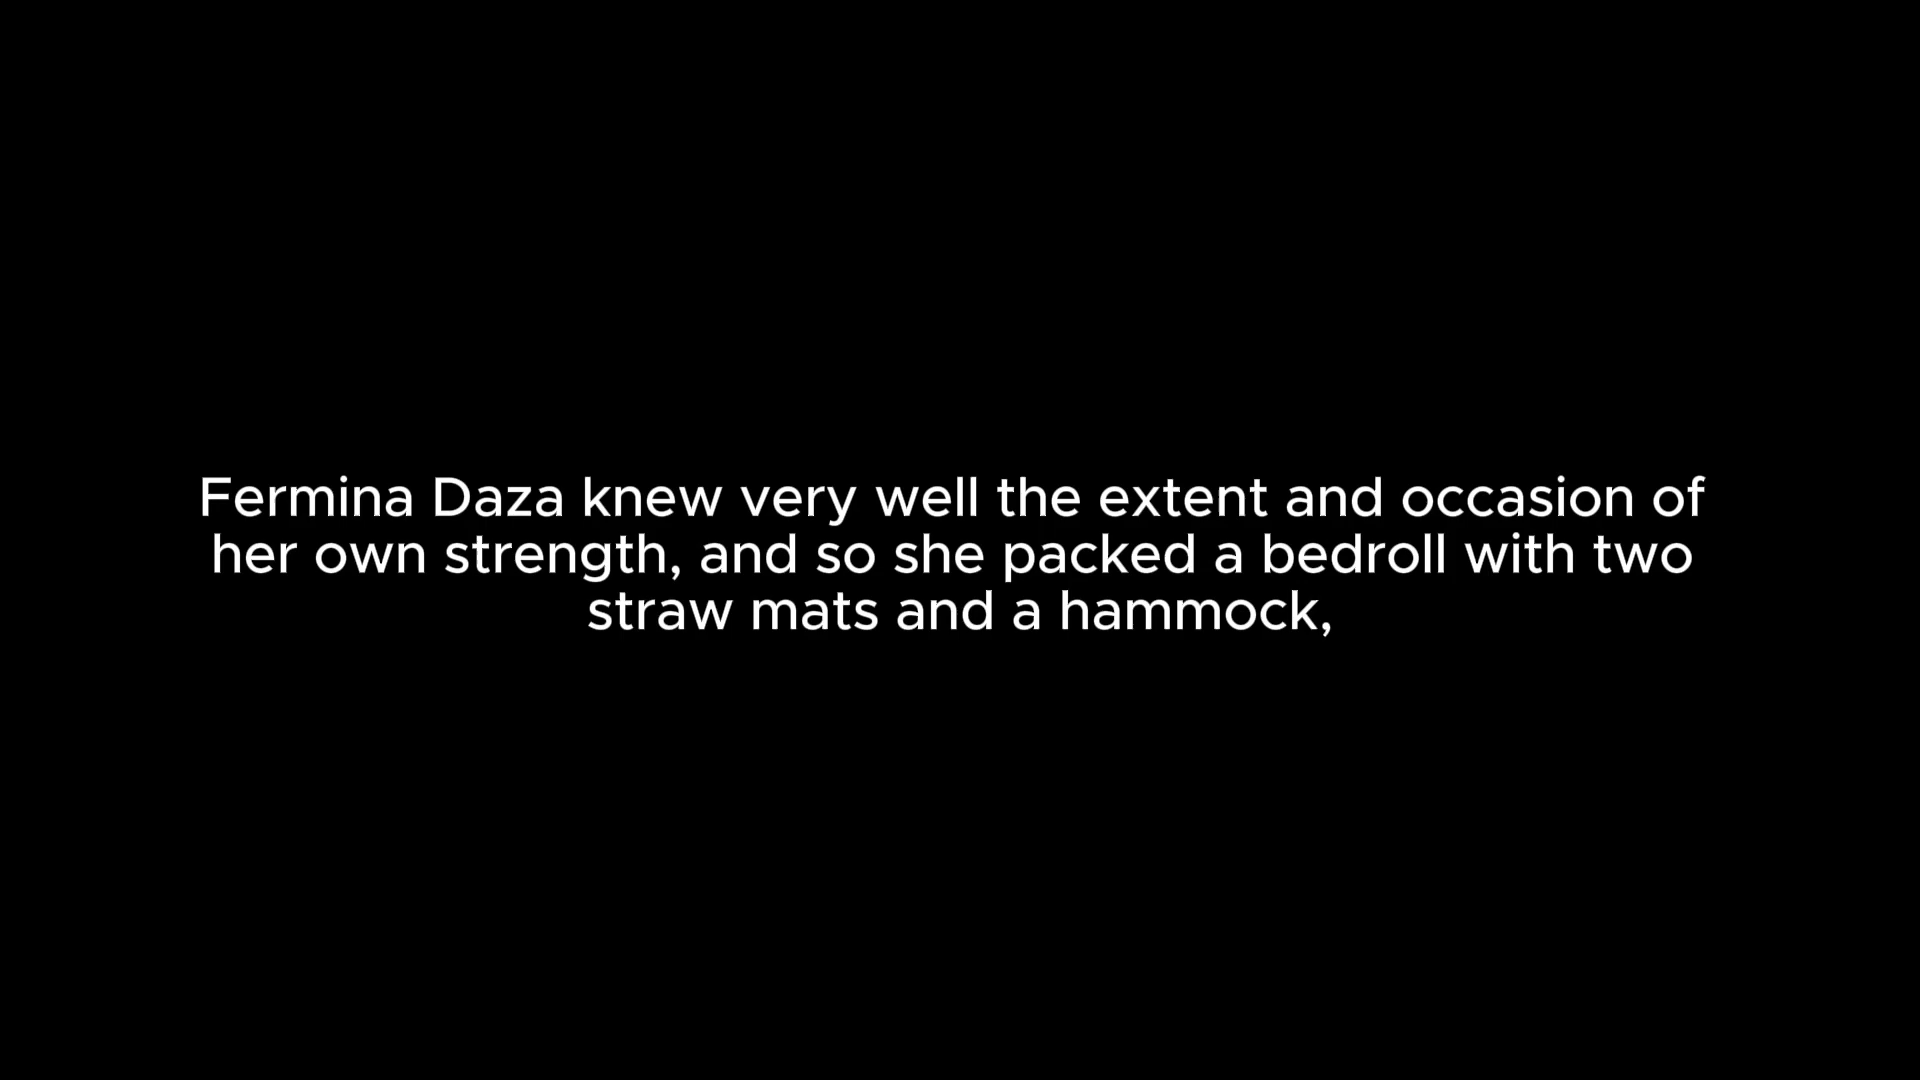 Fermina Daza knew very well the extent and occasion of
her own strength, and so she packed a bedroll with two
straw mats and a hammock,